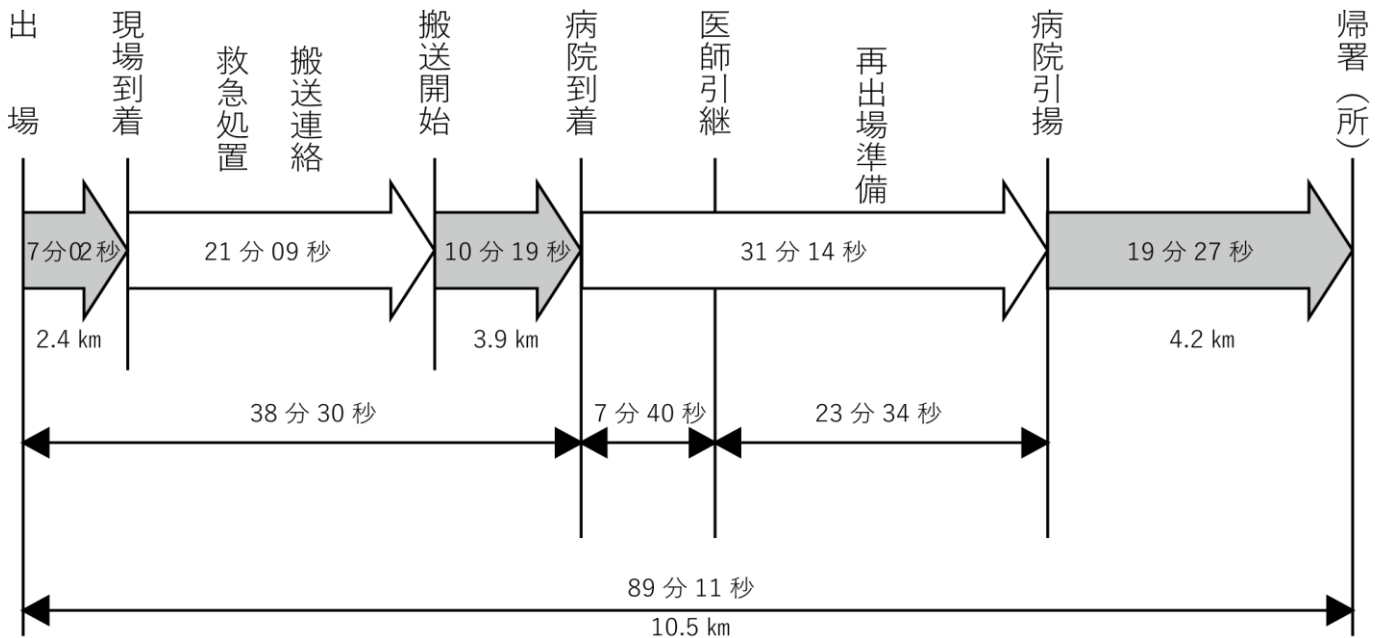 出場
現場到着
救急処置
搬送連絡
搬送開始
病院到着
医師引継
再出場準備
病院引揚
帰署(所)
7分02秒
21分09秒
10分19秒
31分14秒
19分27秒
2.4 km
3.9 km
4.2 km
38分30秒
7分40秒
23分34秒
89分11秒
10.5 km